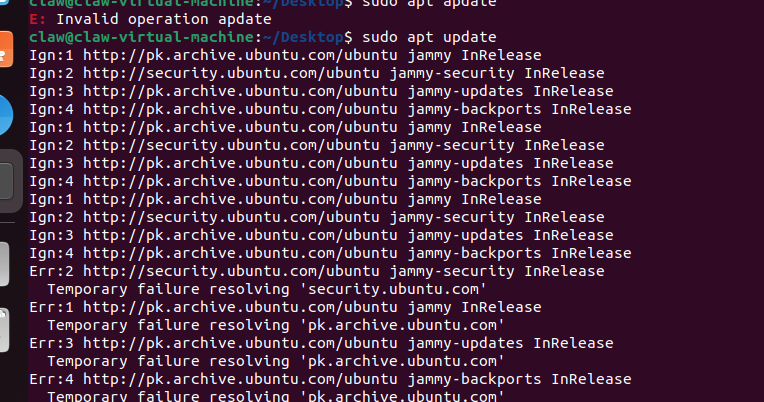 claw@claw-virtual-machine:~/Desktop$ sudo apt update
E: Invalid operation apdate
claw@claw-virtual-machine:~/Desktop$ sudo apt update
Ign:1 http://pk.archive.ubuntu.com/ubuntu jammy InRelease
Ign:2 http://security.ubuntu.com/ubuntu jammy-security InRelease
Ign:3 http://pk.archive.ubuntu.com/ubuntu jammy-updates InRelease
Ign:4 http://pk.archive.ubuntu.com/ubuntu jammy-backports InRelease
Ign:1 http://pk.archive.ubuntu.com/ubuntu jammy InRelease
Ign:2 http://security.ubuntu.com/ubuntu jammy-security InRelease
Ign:3 http://pk.archive.ubuntu.com/ubuntu jammy-updates InRelease
Ign:4 http://pk.archive.ubuntu.com/ubuntu jammy-backports InRelease
Ign:1 http://pk.archive.ubuntu.com/ubuntu jammy InRelease
Ign:2 http://security.ubuntu.com/ubuntu jammy-security InRelease
Ign:3 http://pk.archive.ubuntu.com/ubuntu jammy-updates InRelease
Ign:4 http://pk.archive.ubuntu.com/ubuntu jammy-backports InRelease
Err:2 http://security.ubuntu.com/ubuntu jammy-security InRelease
  Temporary failure resolving 'security.ubuntu.com'
Err:1 http://pk.archive.ubuntu.com/ubuntu jammy InRelease
  Temporary failure resolving 'pk.archive.ubuntu.com'
Err:3 http://pk.archive.ubuntu.com/ubuntu jammy-updates InRelease
  Temporary failure resolving 'pk.archive.ubuntu.com'
Err:4 http://pk.archive.ubuntu.com/ubuntu jammy-backports InRelease
  Temporary failure resolving 'pk.archive.ubuntu.com'